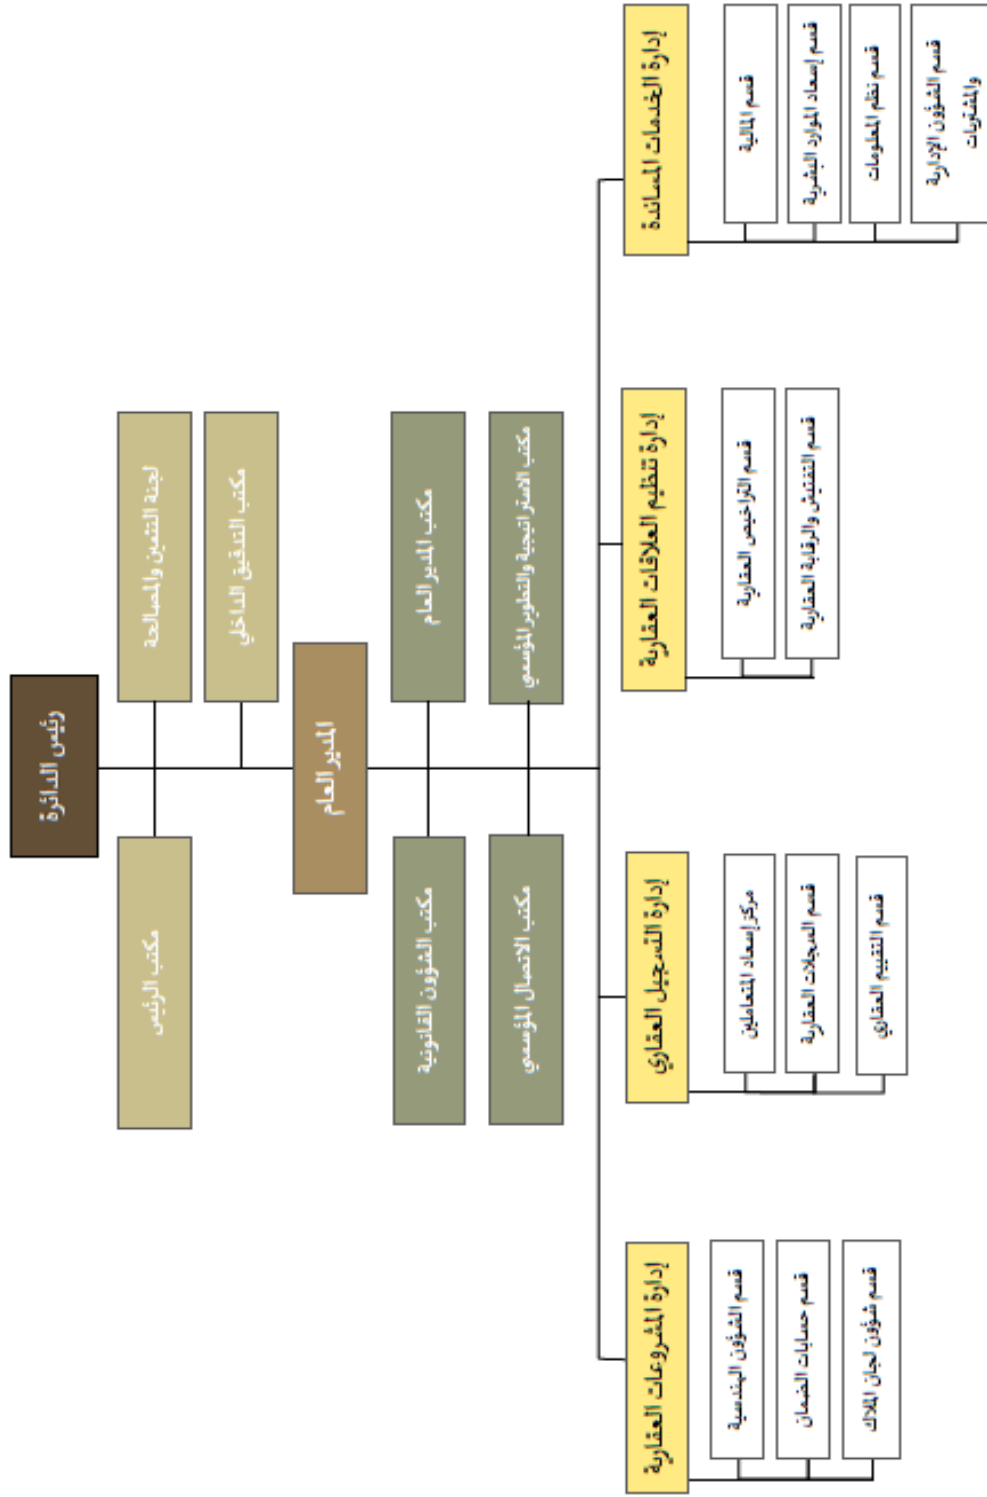 رئيس الدائرة
لجنة التثمين والمصالحة
مكتب الرئيس
مكتب التدقيق الداخلي
المدير العام
مكتب المدير العام
مكتب الشؤون القانونية
مكتب الاستراتيجية والتطوير المؤسسي
مكتب الاتصال المؤسسي
إدارة الخدمات المساندة
قسم المالية
قسم إسعاد الموارد البشرية
قسم نظم المعلومات
قسم الشؤون الإدارية
والمشتريات
إدارة تنظيم العلاقات العقارية
قسم التراخيص العقارية
قسم التفتيش والرقابة العقارية
إدارة التسجيل العقاري
مركز إسعاد المتعاملين
قسم السجلات العقارية
قسم التقييم العقاري
إدارة المشروعات العقارية
قسم الشؤون الهندسية
قسم حسابات الضمان
قسم شؤون لجان الملاك